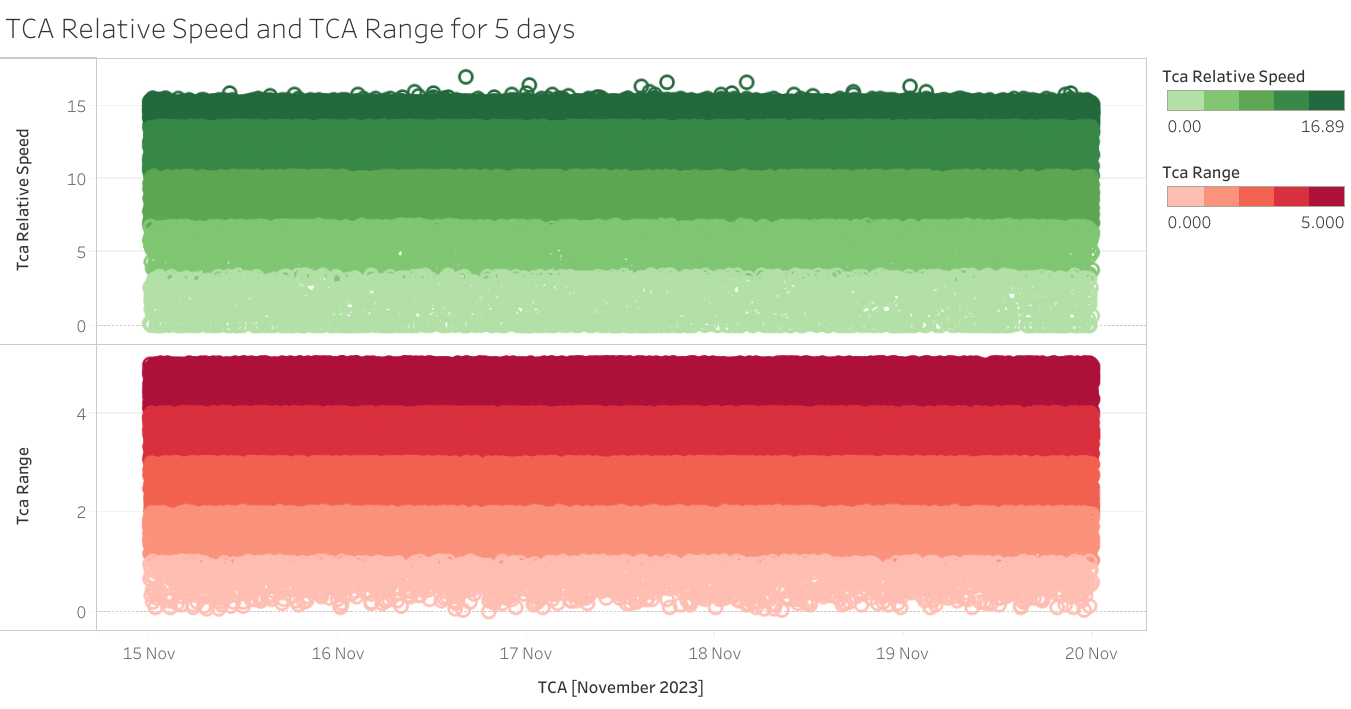 TCA Relative Speed and TCA Range for 5 days
Tca Relative Speed
15
10
5
0
Tca Range
4
2
0
15 Nov 16 Nov 17 Nov 18 Nov 19 Nov 20 Nov
TCA [November 2023]
Tca Relative Speed
0.00 16.89
Tca Range
0.000 5.000